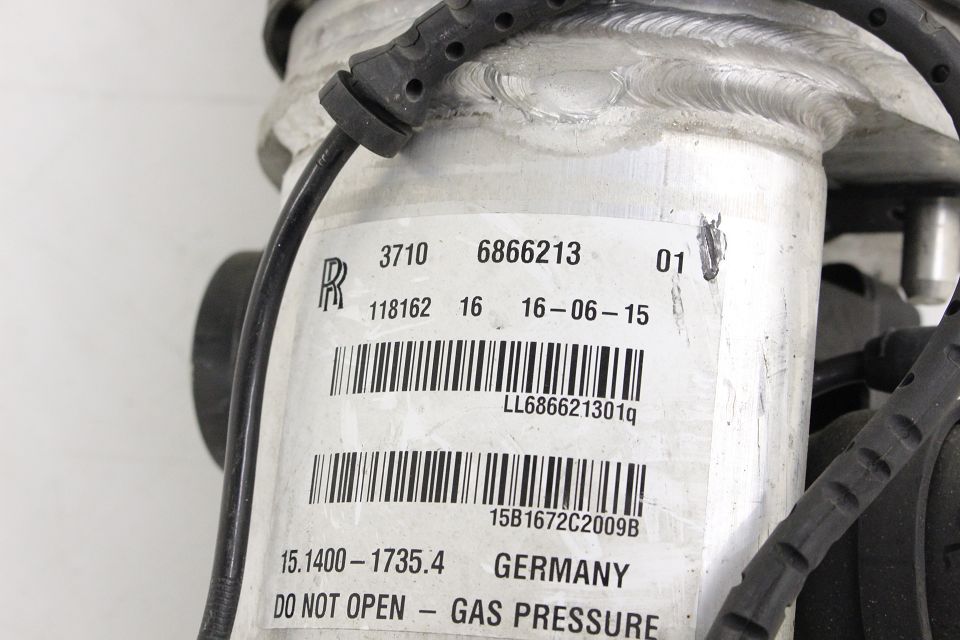 3710 6866213 01
RR 118162 16 16-06-15
LL686621301q
15B1672C2009B
15.1400-1735.4 GERMANY
DO NOT OPEN - GAS PRESSURE